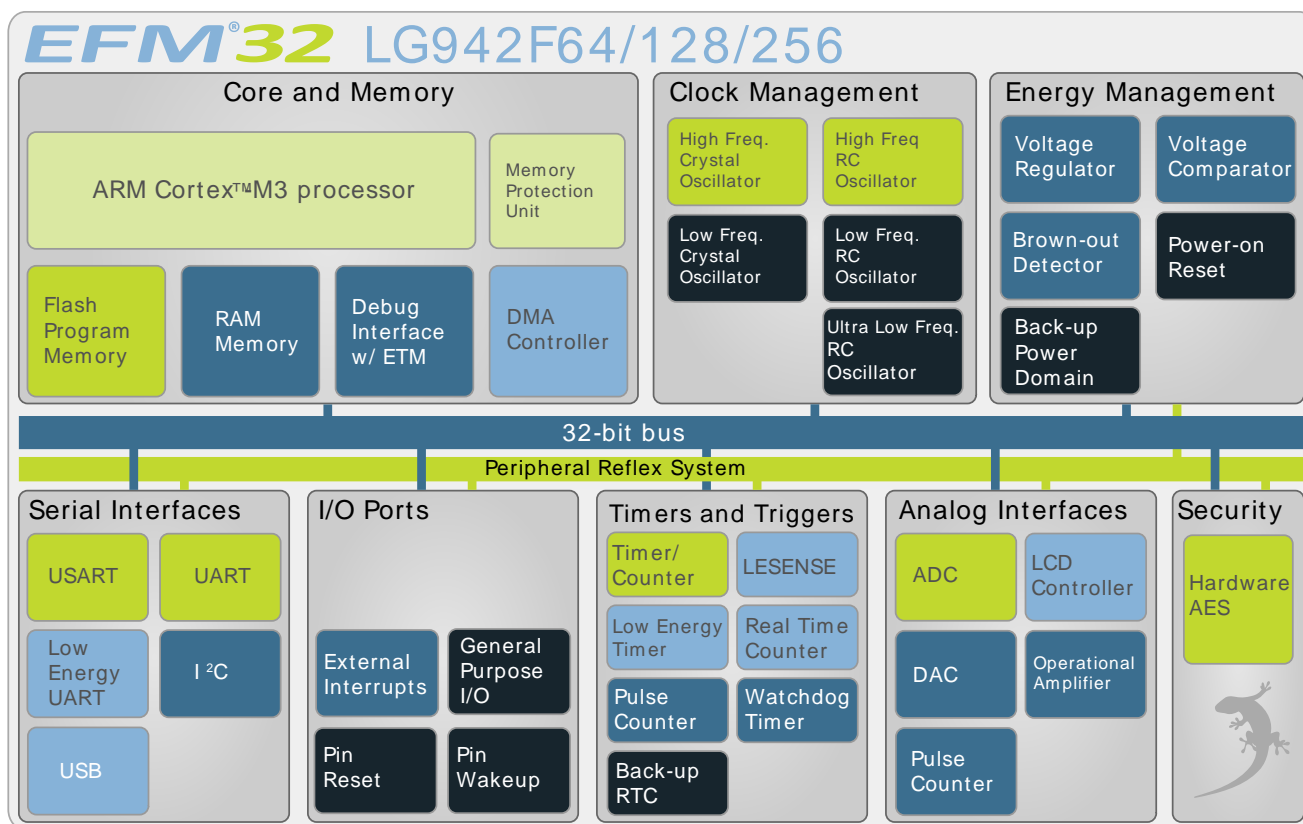 EFM®32 LG942F64/128/256
Core and Memory
ARM Cortex™M3 processor
Memory
Protection
Unit
Flash
Program
Memory
RAM
Memory
Debug
Interface
w/ ETM
DMA
Controller
Clock Management
High Freq.
Crystal
Oscillator
High Freq
RC
Oscillator
Low Freq.
Crystal
Oscillator
Low Freq.
RC
Oscillator
Ultra Low Freq.
RC
Oscillator
Energy Management
Voltage
Regulator
Voltage
Comparator
Brown-out
Detector
Power-on
Reset
Back-up
Power
Domain
32-bit bus
Peripheral Reflex System
Serial Interfaces
USART
UART
Low
Energy
UART
I²C
USB
I/O Ports
External
Interrupts
General
Purpose
I/O
Pin
Reset
Pin
Wakeup
Timers and Triggers
Timer/
Counter
LESENSE
Low Energy
Timer
Real Time
Counter
Pulse
Counter
Watchdog
Timer
Back-up
RTC
Analog Interfaces
ADC
LCD
Controller
DAC
Operational
Amplifier
Pulse
Counter
Security
Hardware
AES